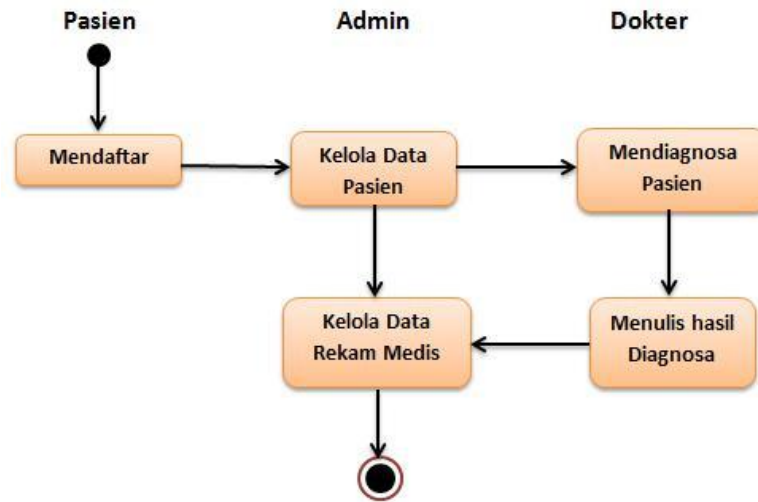 Pasien
Admin
Dokter
Mendaftar
Kelola Data
Pasien
Mendiagnosa
Pasien
Kelola Data
Rekam Medis
Menulis hasil
Diagnosa